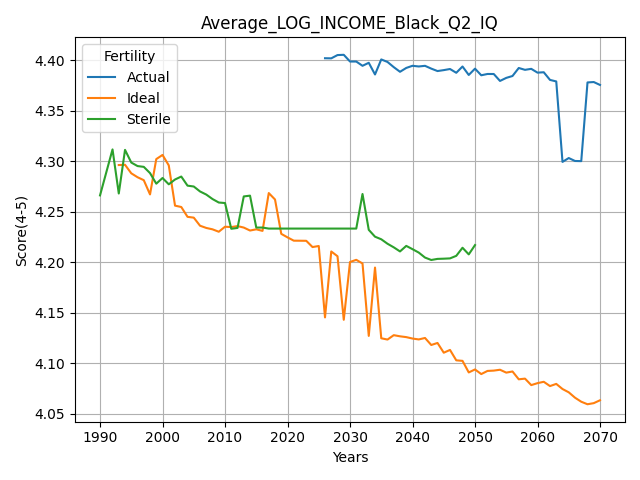 Average_LOG_INCOME_Black_Q2_IQ
Fertility
Actual
Ideal
Sterile
Score(4-5)
4.40
4.35
4.30
4.25
4.20
4.15
4.10
4.05
1990 2000 2010 2020 2030 2040 2050 2060 2070
Years